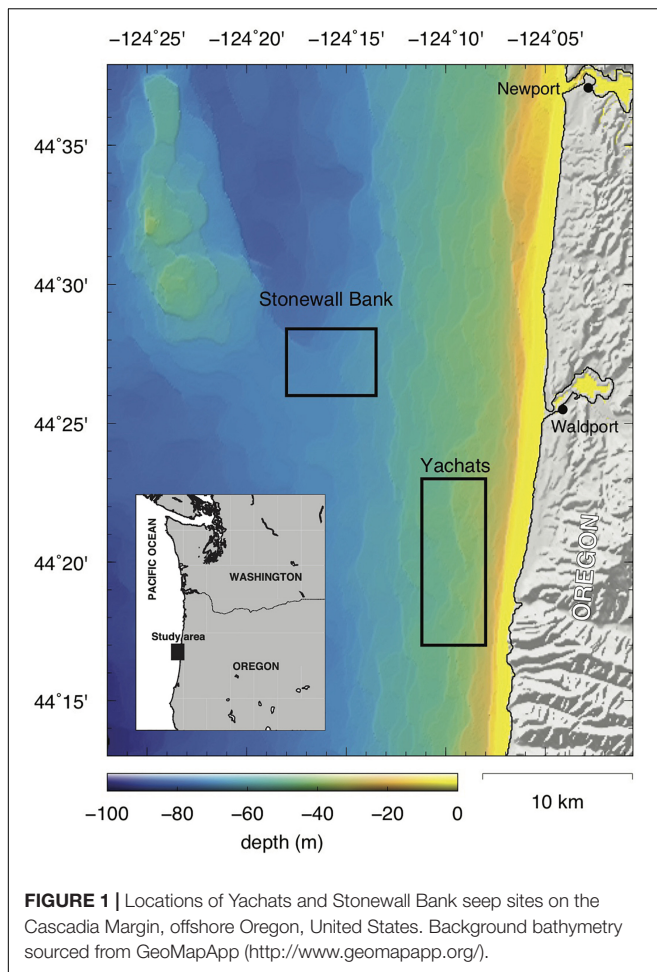 −124˚25' −124˚20' −124˚15' −124˚10' −124˚05'
Newport
44˚35'
44˚30'
Stonewall Bank
44˚25'
Waldport
Yachats
44˚20'
OREGON
44˚15'
PACIFIC OCEAN
WASHINGTON
Study area
OREGON
−100 −80 −60 −40 −20 0
depth (m)
10 km
FIGURE 1 | Locations of Yachats and Stonewall Bank seep sites on the
Cascadia Margin, offshore Oregon, United States. Background bathymetry
sourced from GeoMapApp (http://www.geomapapp.org/).